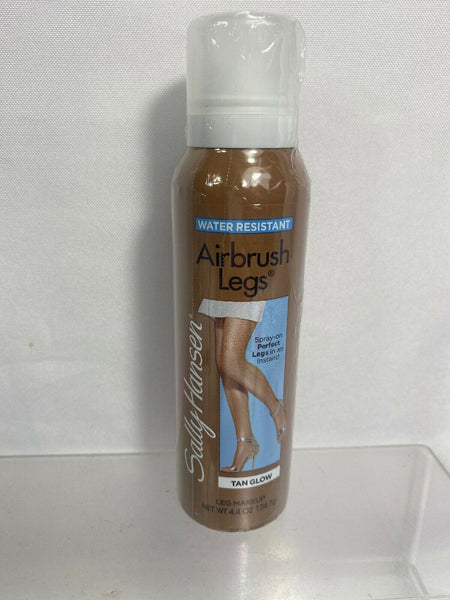 WATER RESISTANT
Airbrush
Legs®
Sally Hansen®
Spray-on
Perfect
Legs in an
Instant!
TAN GLOW
LEG MAKEUP
NET WT 4.4 OZ 124.7g